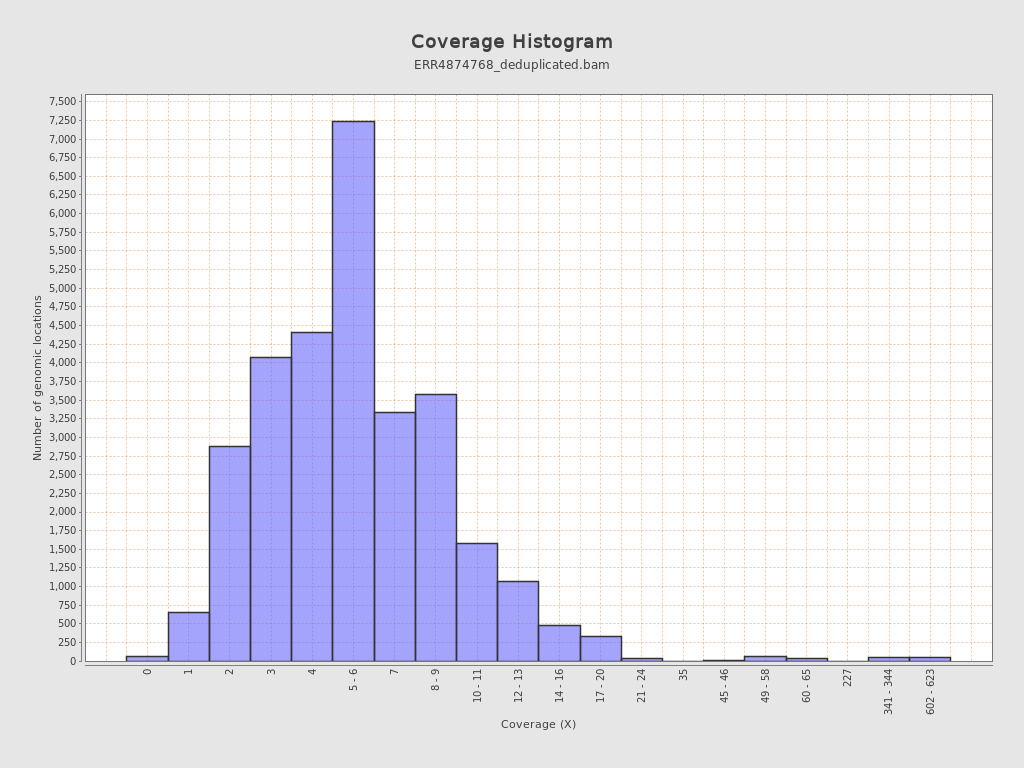 Coverage Histogram
ERR4874768_deduplicated.bam
Number of genomic locations
7,500
7,250
7,000
6,750
6,500
6,250
6,000
5,750
5,500
5,250
5,000
4,750
4,500
4,250
4,000
3,750
3,500
3,250
3,000
2,750
2,500
2,250
2,000
1,750
1,500
1,250
1,000
750
500
250
0
0
1
2
3
4
5 - 6
7
8 - 9
10 - 11
12 - 13
14 - 16
17 - 20
21 - 24
35
45 - 46
49 - 58
60 - 65
227
341 - 344
602 - 623
Coverage (X)